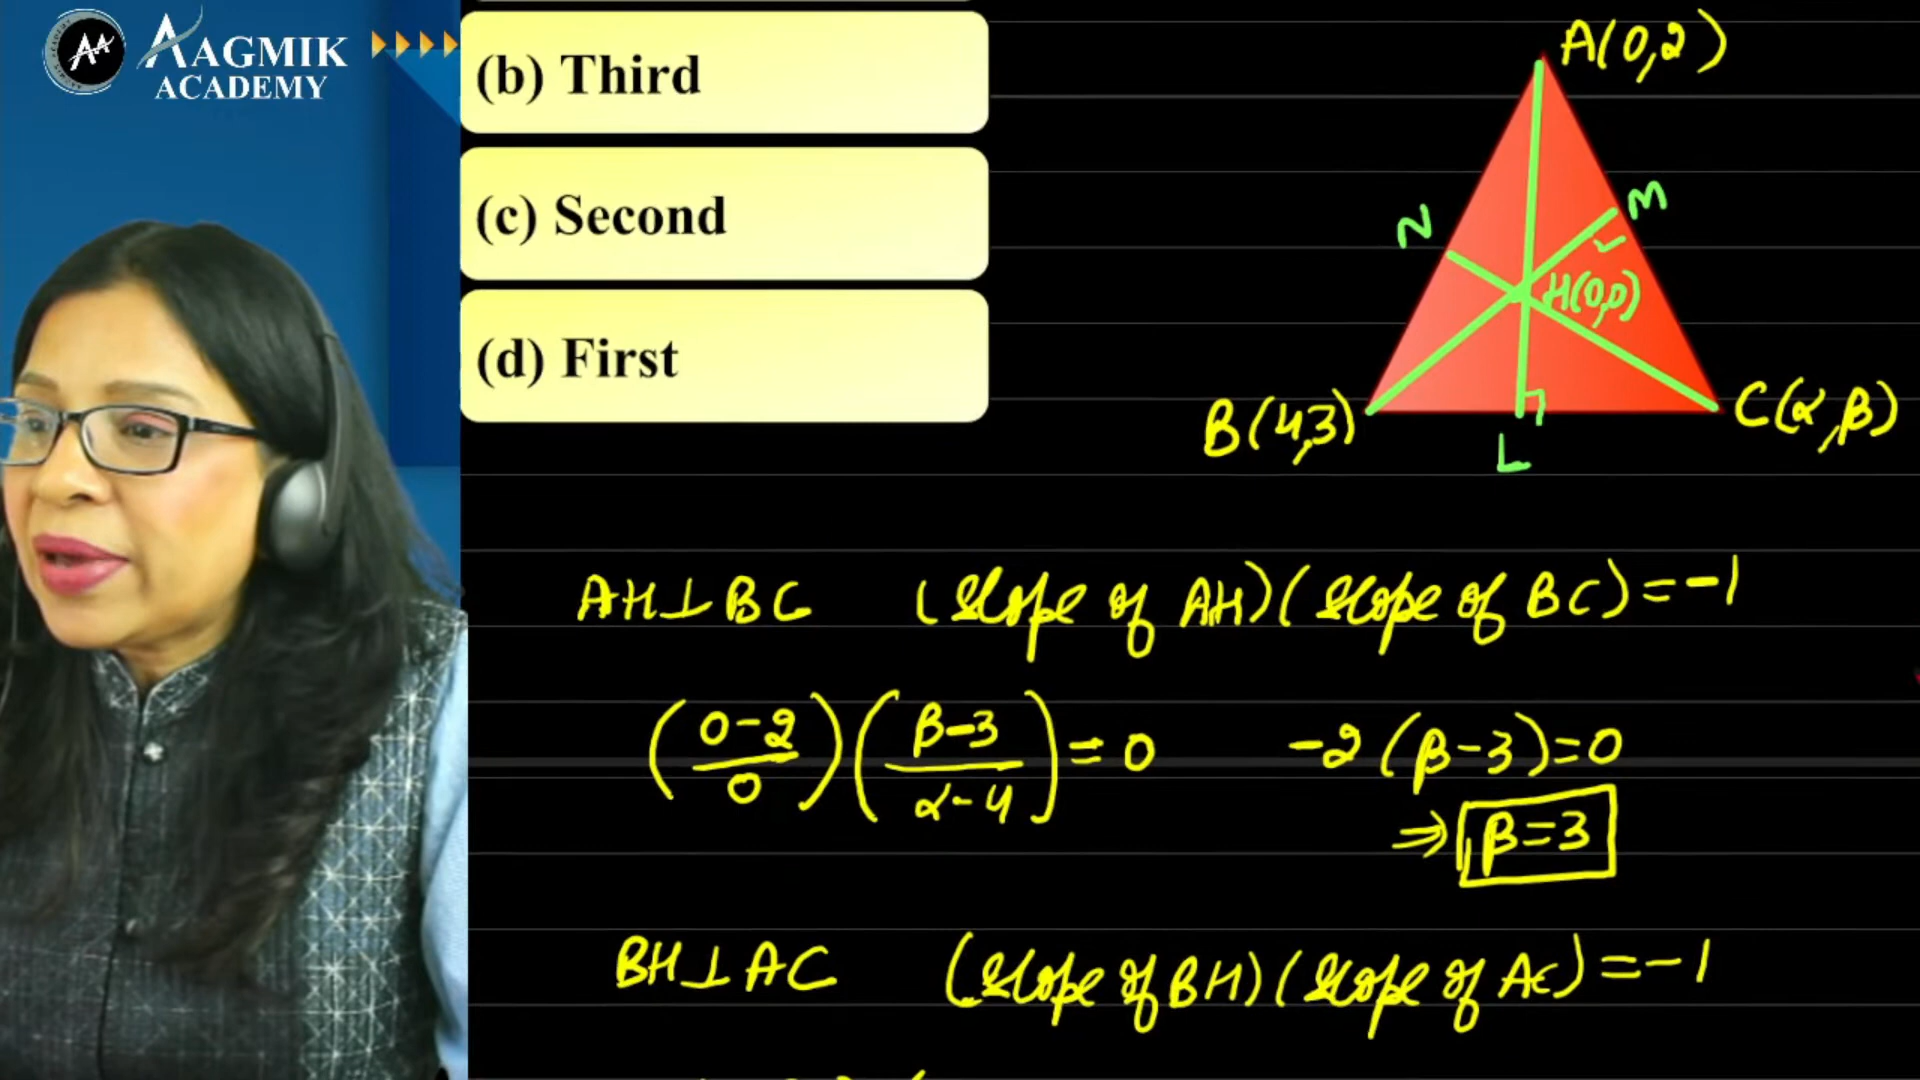 AAGMIK
ACADEMY
(b) Third
(c) Second
(d) First
A(0,2)
N
M
H(0,0)
B(4,3)
C(α,β)
L
AH⊥BC (Slope of AH)(Slope of BC)=-1
(0-2/0)(β-3/α-4)=0 -2(β-3)=0
⇒ β=3
BH⊥AC (Slope of BH)(Slope of AC)=-1